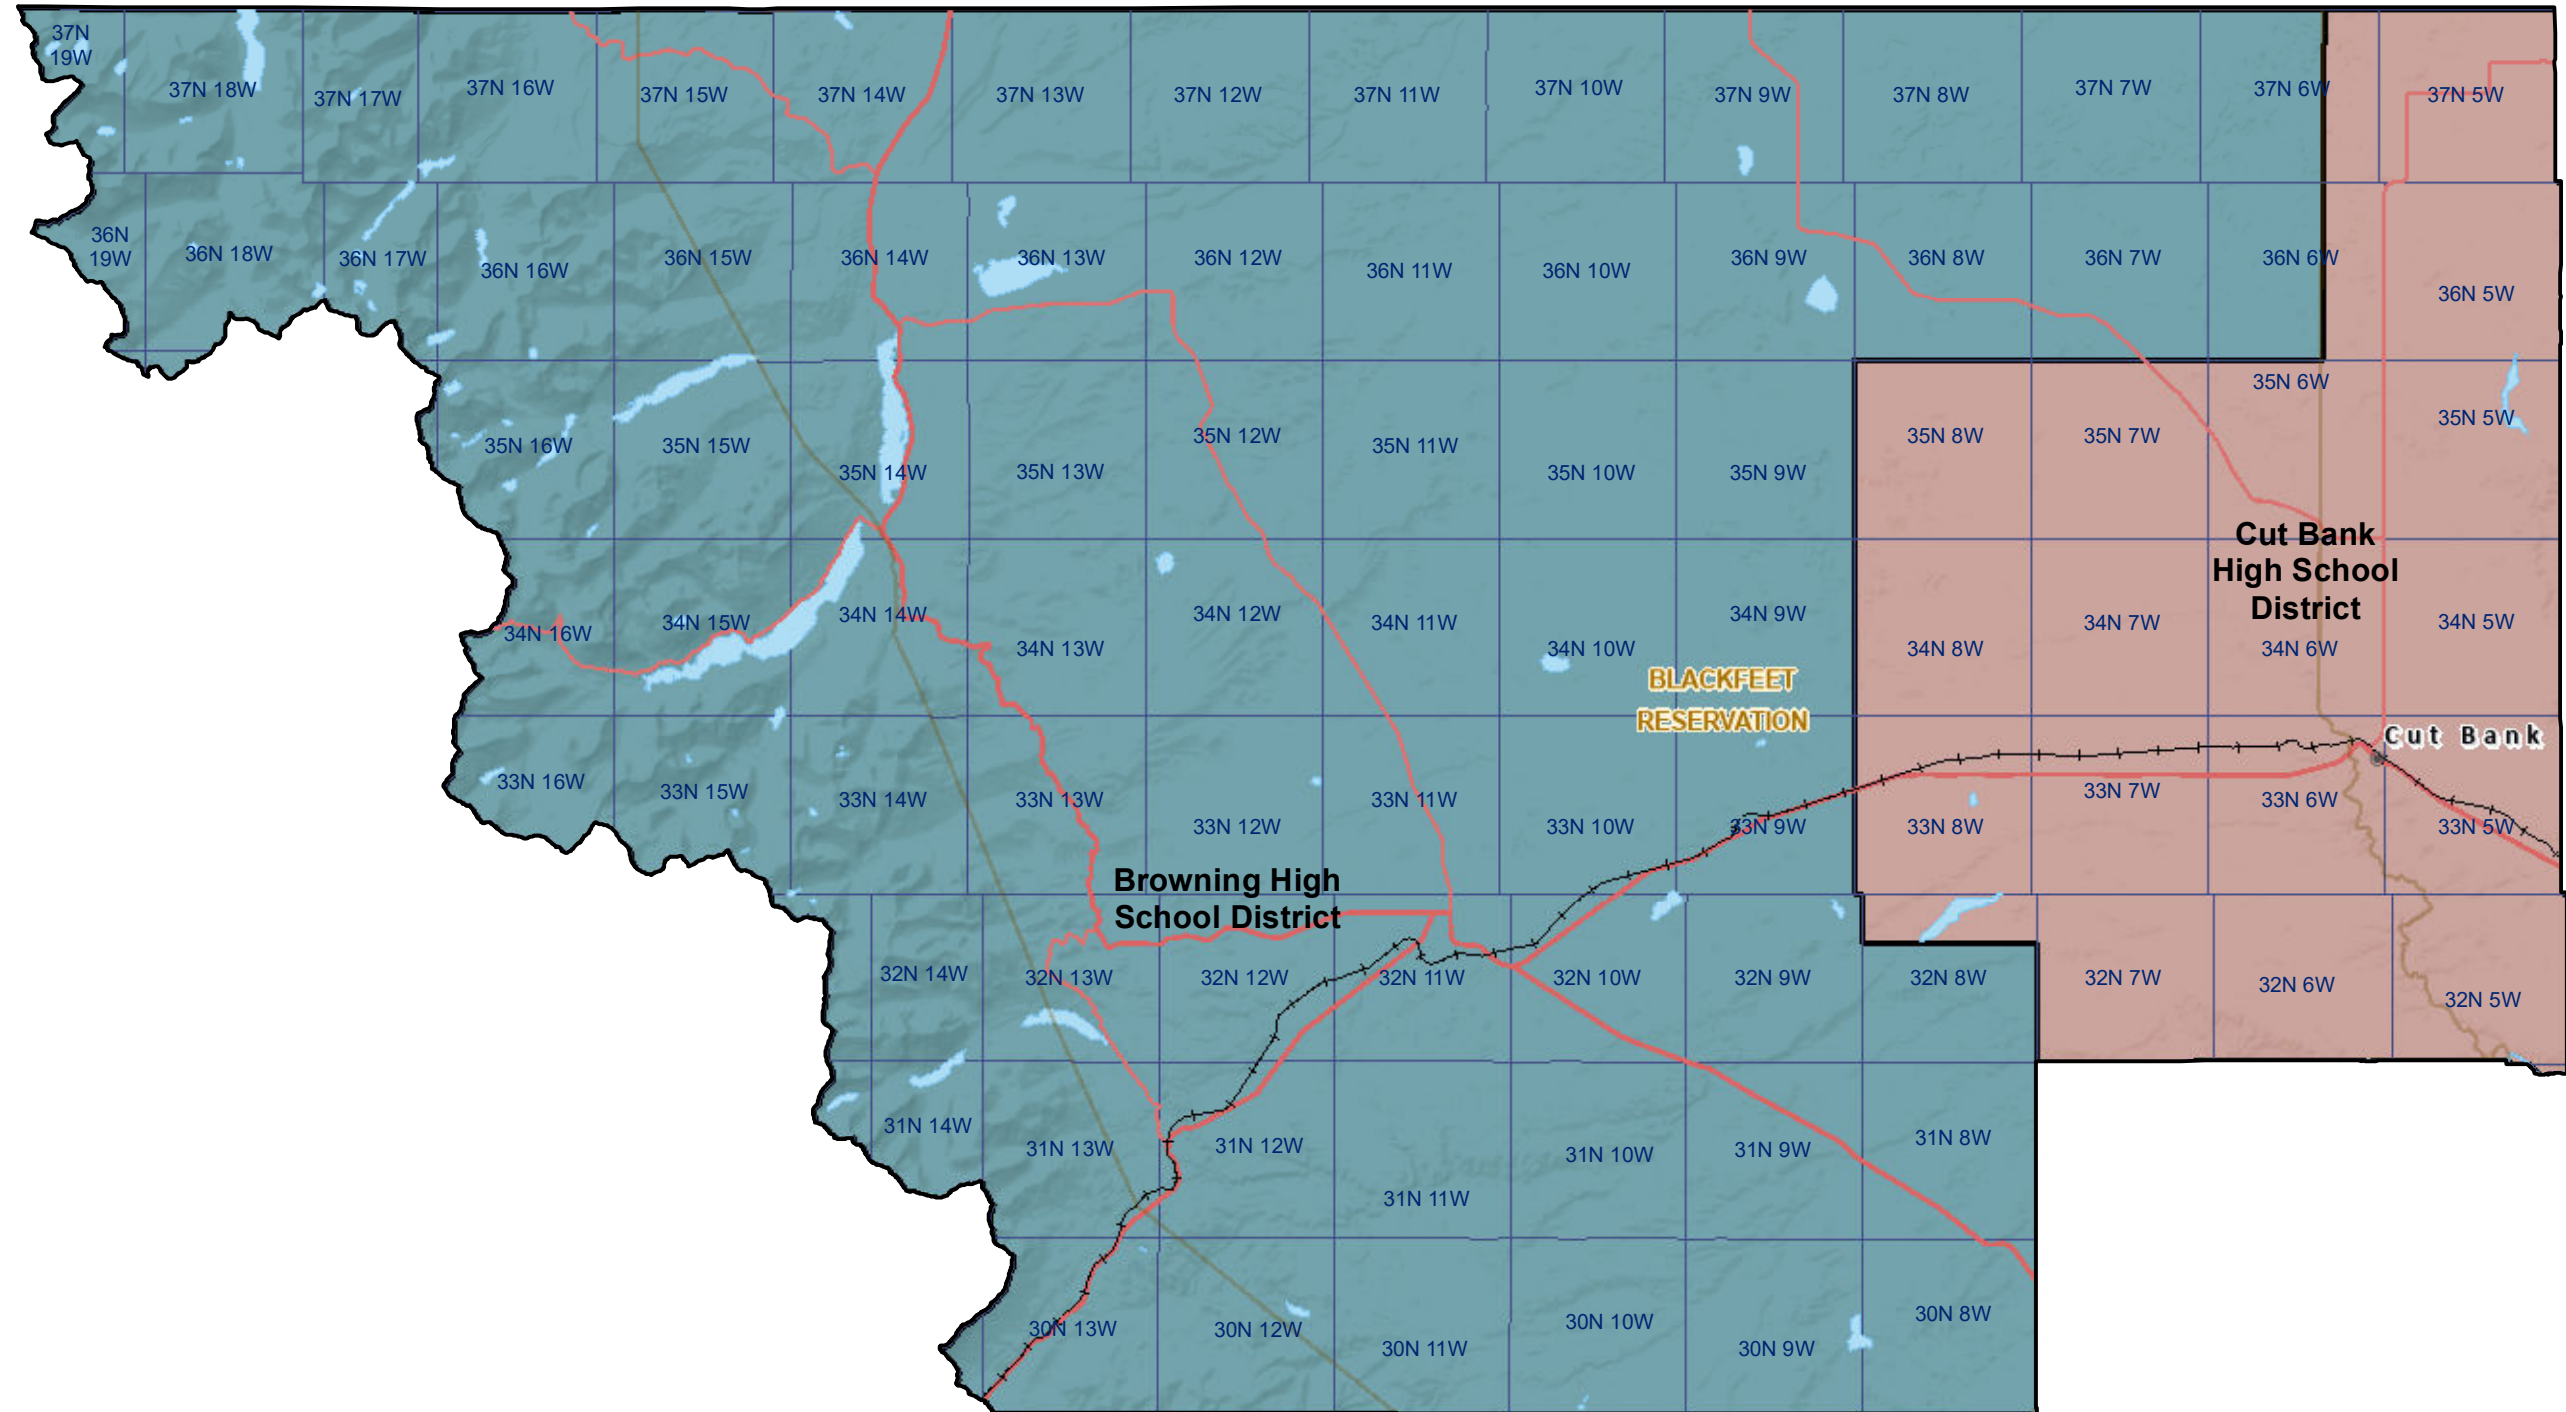 37N
19W
37N 18W
37N 17W
37N 16W
37N 15W
37N 14W
37N 13W
37N 12W
37N 11W
37N 10W
37N 9W
37N 8W
37N 7W
37N 6W
37N 5W
36N
19W
36N 18W
36N 17W
36N 16W
36N 15W
36N 14W
36N 13W
36N 12W
36N 11W
36N 10W
36N 9W
36N 8W
36N 7W
36N 6W
36N 5W
35N 16W
35N 15W
35N 14W
35N 13W
35N 12W
35N 11W
35N 10W
35N 9W
35N 8W
35N 7W
35N 6W
35N 5W
Cut Bank
High School
District
34N 16W
34N 15W
34N 14W
34N 13W
34N 12W
34N 11W
34N 10W
34N 9W
34N 8W
34N 7W
34N 6W
34N 5W
BLACKFEET
RESERVATION
Cut Bank
33N 16W
33N 15W
33N 14W
33N 13W
33N 12W
33N 11W
33N 10W
33N 9W
33N 8W
33N 7W
33N 6W
33N 5W
Browning High
School District
32N 14W
32N 13W
32N 12W
32N 11W
32N 10W
32N 9W
32N 8W
32N 7W
32N 6W
32N 5W
31N 14W
31N 13W
31N 12W
31N 11W
31N 10W
31N 9W
31N 8W
30N 13W
30N 12W
30N 11W
30N 10W
30N 9W
30N 8W